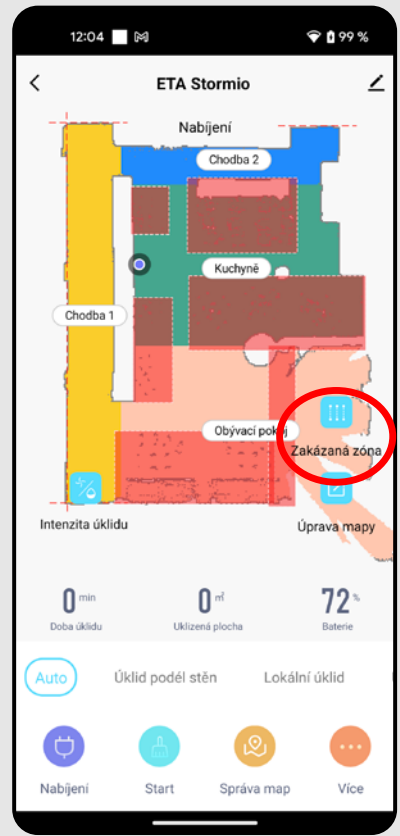 12:04
99 %
ETA Stormio
Nabíjení
Chodba 2
Kuchyně
Chodba 1
Obývací pokoj
Zakázaná zóna
Intenzita úklidu
Úprava mapy
0 min
0 ㎡
72 %
Doba úklidu
Uklizená plocha
Baterie
Auto
Úklid podél stěn
Lokální úklid
Nabíjení
Start
Správa map
Více